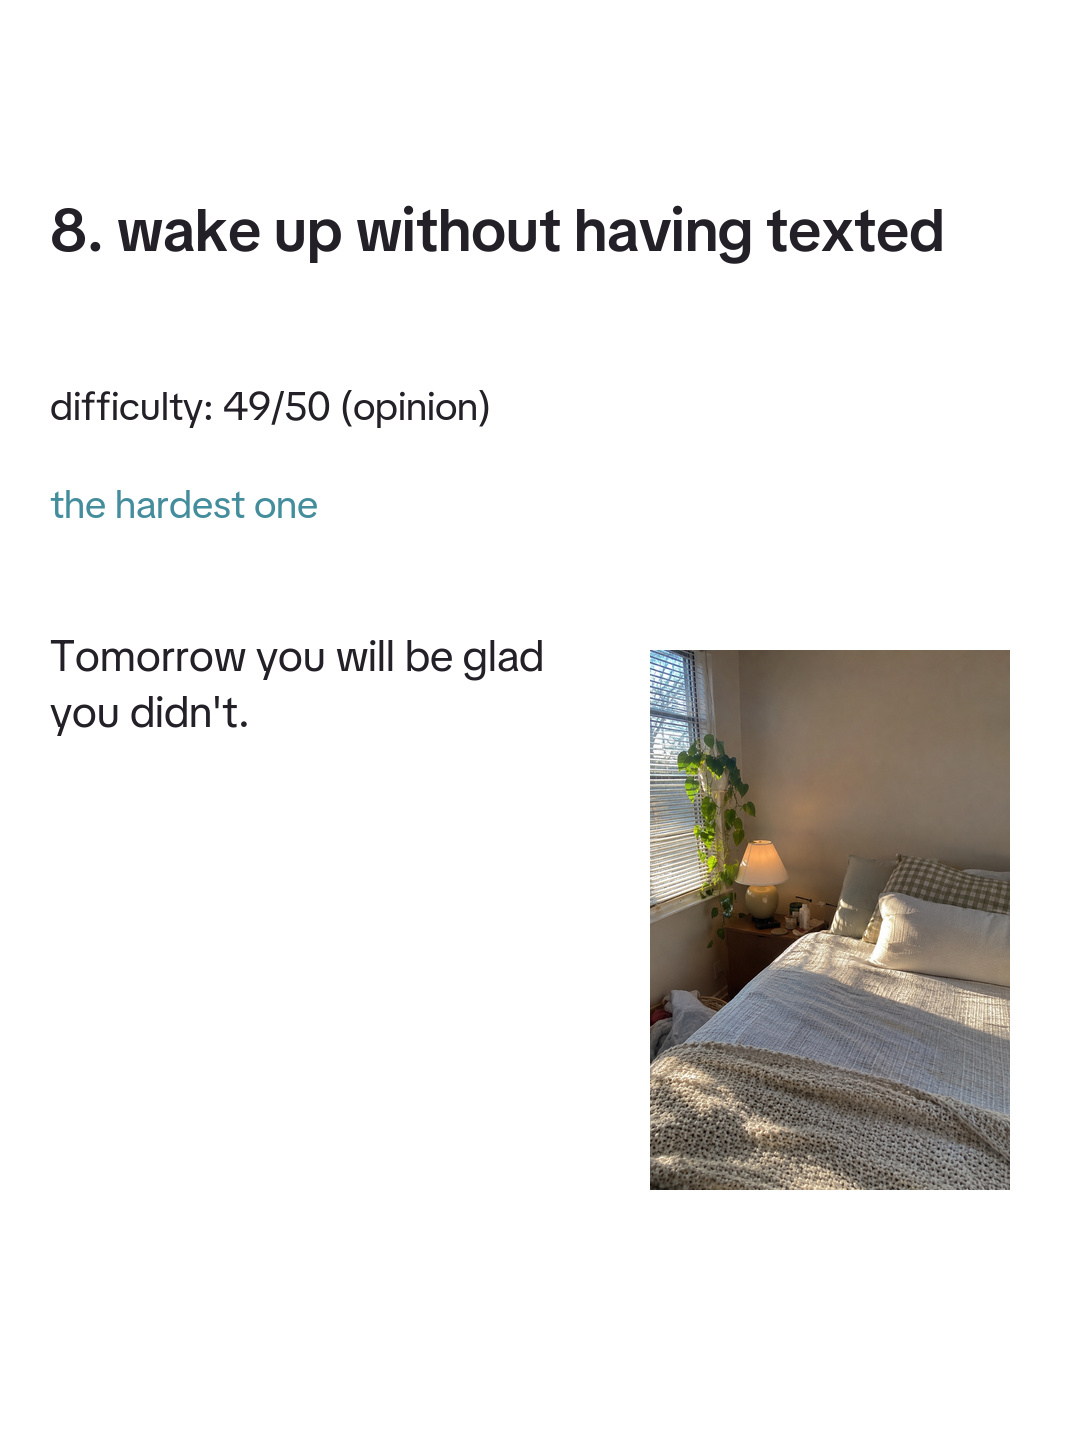 8. wake up without having texted
difficulty: 49/50 (opinion)
the hardest one
Tomorrow you will be glad
you didn't.